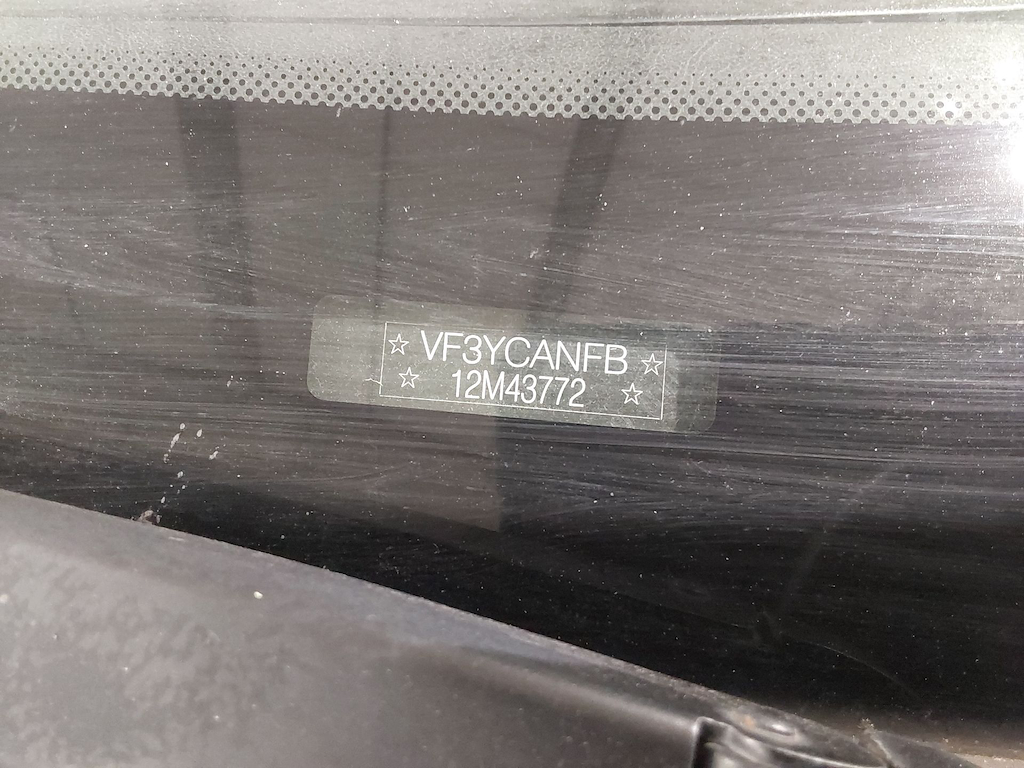 ☆ VF3YCANFB ☆
☆ 12M43772 ☆